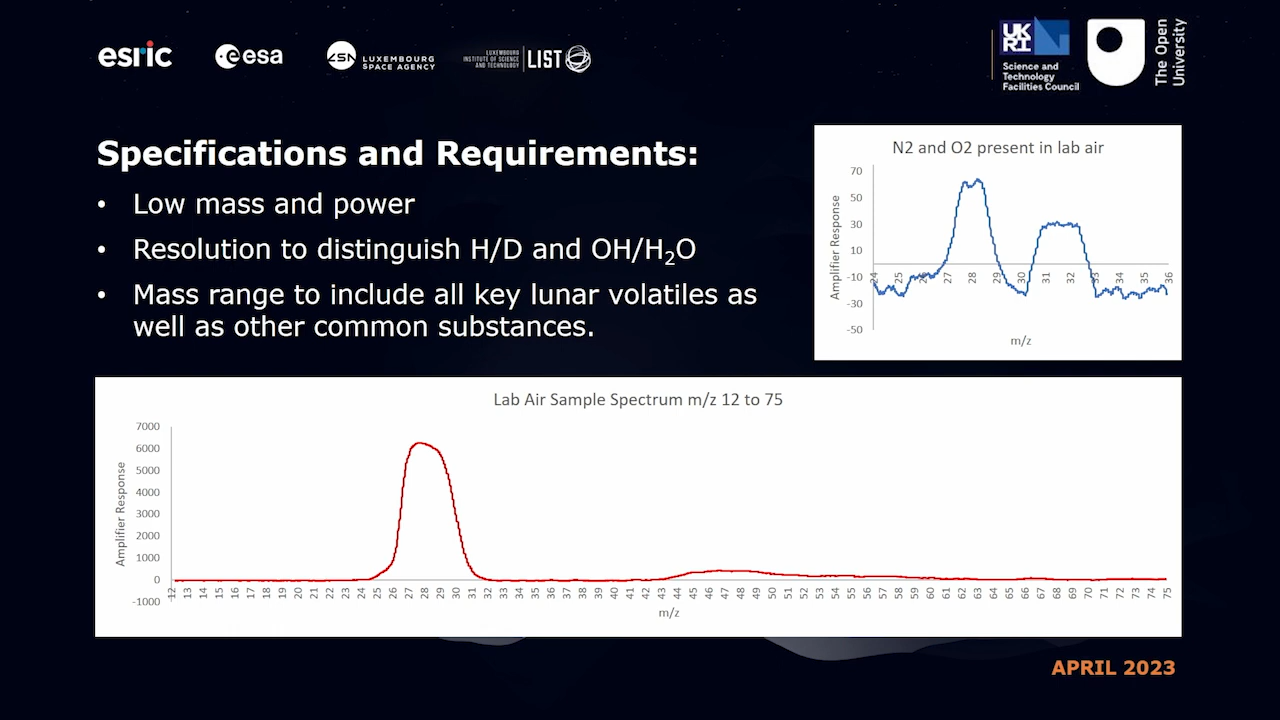 esric
esa
LSA LUXEMBOURG
SPACE AGENCY
LUXEMBOURG
INSTITUTE OF SCIENCE
AND TECHNOLOGY
LIST
UK
RI
Science and
Technology
Facilities Council
The Open
University
Specifications and Requirements:
• Low mass and power
• Resolution to distinguish H/D and OH/H₂O
• Mass range to include all key lunar volatiles as
well as other common substances.
N2 and O2 present in lab air
Amplifier Response
70
50
30
10
-10
-30
-50
24 25 26 27 28 29 30 31 32 33 34 35 36
m/z
Lab Air Sample Spectrum m/z 12 to 75
Amplifier Response
7000
6000
5000
4000
3000
2000
1000
0
-1000
12 13 14 15 16 17 18 19 20 21 22 23 24 25 26 27 28 29 30 31 32 33 34 35 36 37 38 39 40 41 42 43 44 45 46 47 48 49 50 51 52 53 54 55 56 57 58 59 60 61 62 63 64 65 66 67 68 69 70 71 72 73 74 75
m/z
APRIL 2023